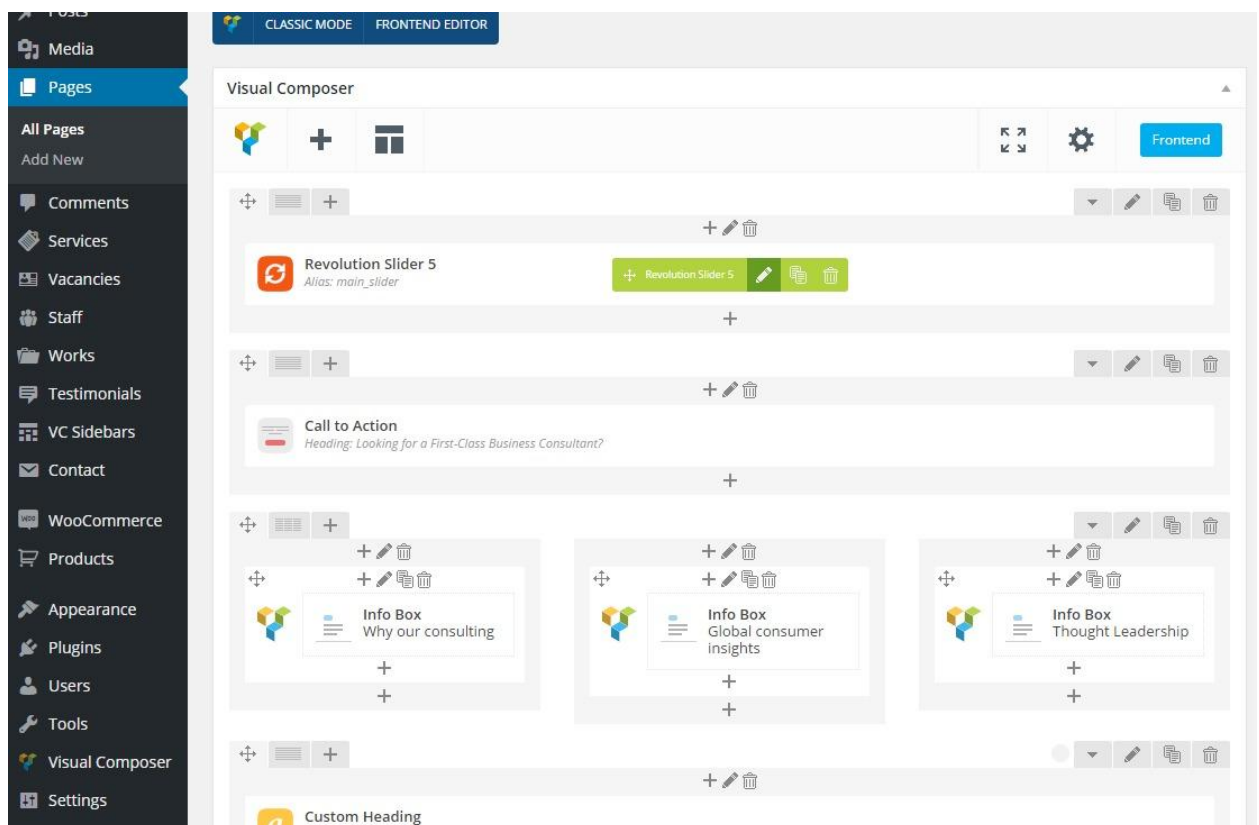 Posts
Media
Pages
All Pages
Add New
Comments
Services
Vacancies
Staff
Works
Testimonials
VC Sidebars
Contact
WooCommerce
Products
Appearance
Plugins
Users
Tools
Visual Composer
Settings
CLASSIC MODE FRONTEND EDITOR
Visual Composer
Frontend
Revolution Slider 5
Alias: main_slider
Revolution Slider 5
Call to Action
Heading: Looking for a First-Class Business Consultant?
Info Box
Why our consulting
Info Box
Global consumer
insights
Info Box
Thought Leadership
Custom Heading